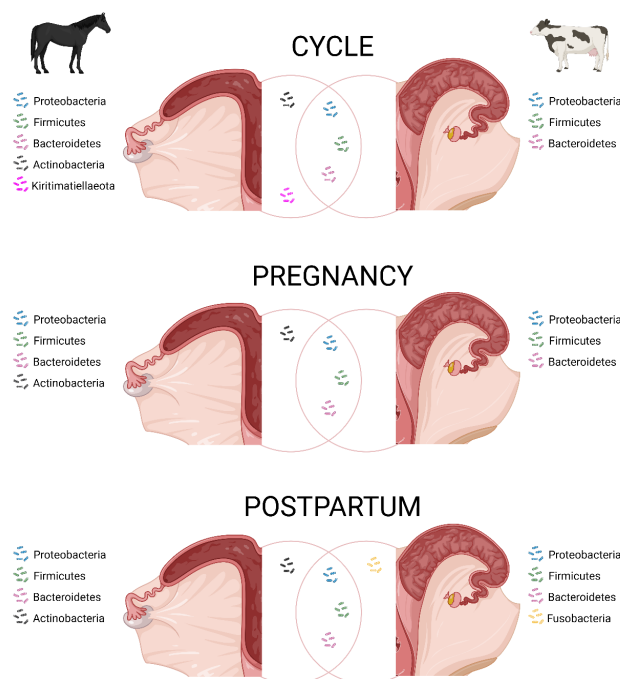 CYCLE
Proteobacteria
Firmicutes
Bacteroidetes
Actinobacteria
Kiritimatiellaeota
Proteobacteria
Firmicutes
Bacteroidetes
PREGNANCY
Proteobacteria
Firmicutes
Bacteroidetes
Actinobacteria
Proteobacteria
Firmicutes
Bacteroidetes
POSTPARTUM
Proteobacteria
Firmicutes
Bacteroidetes
Actinobacteria
Proteobacteria
Firmicutes
Bacteroidetes
Fusobacteria